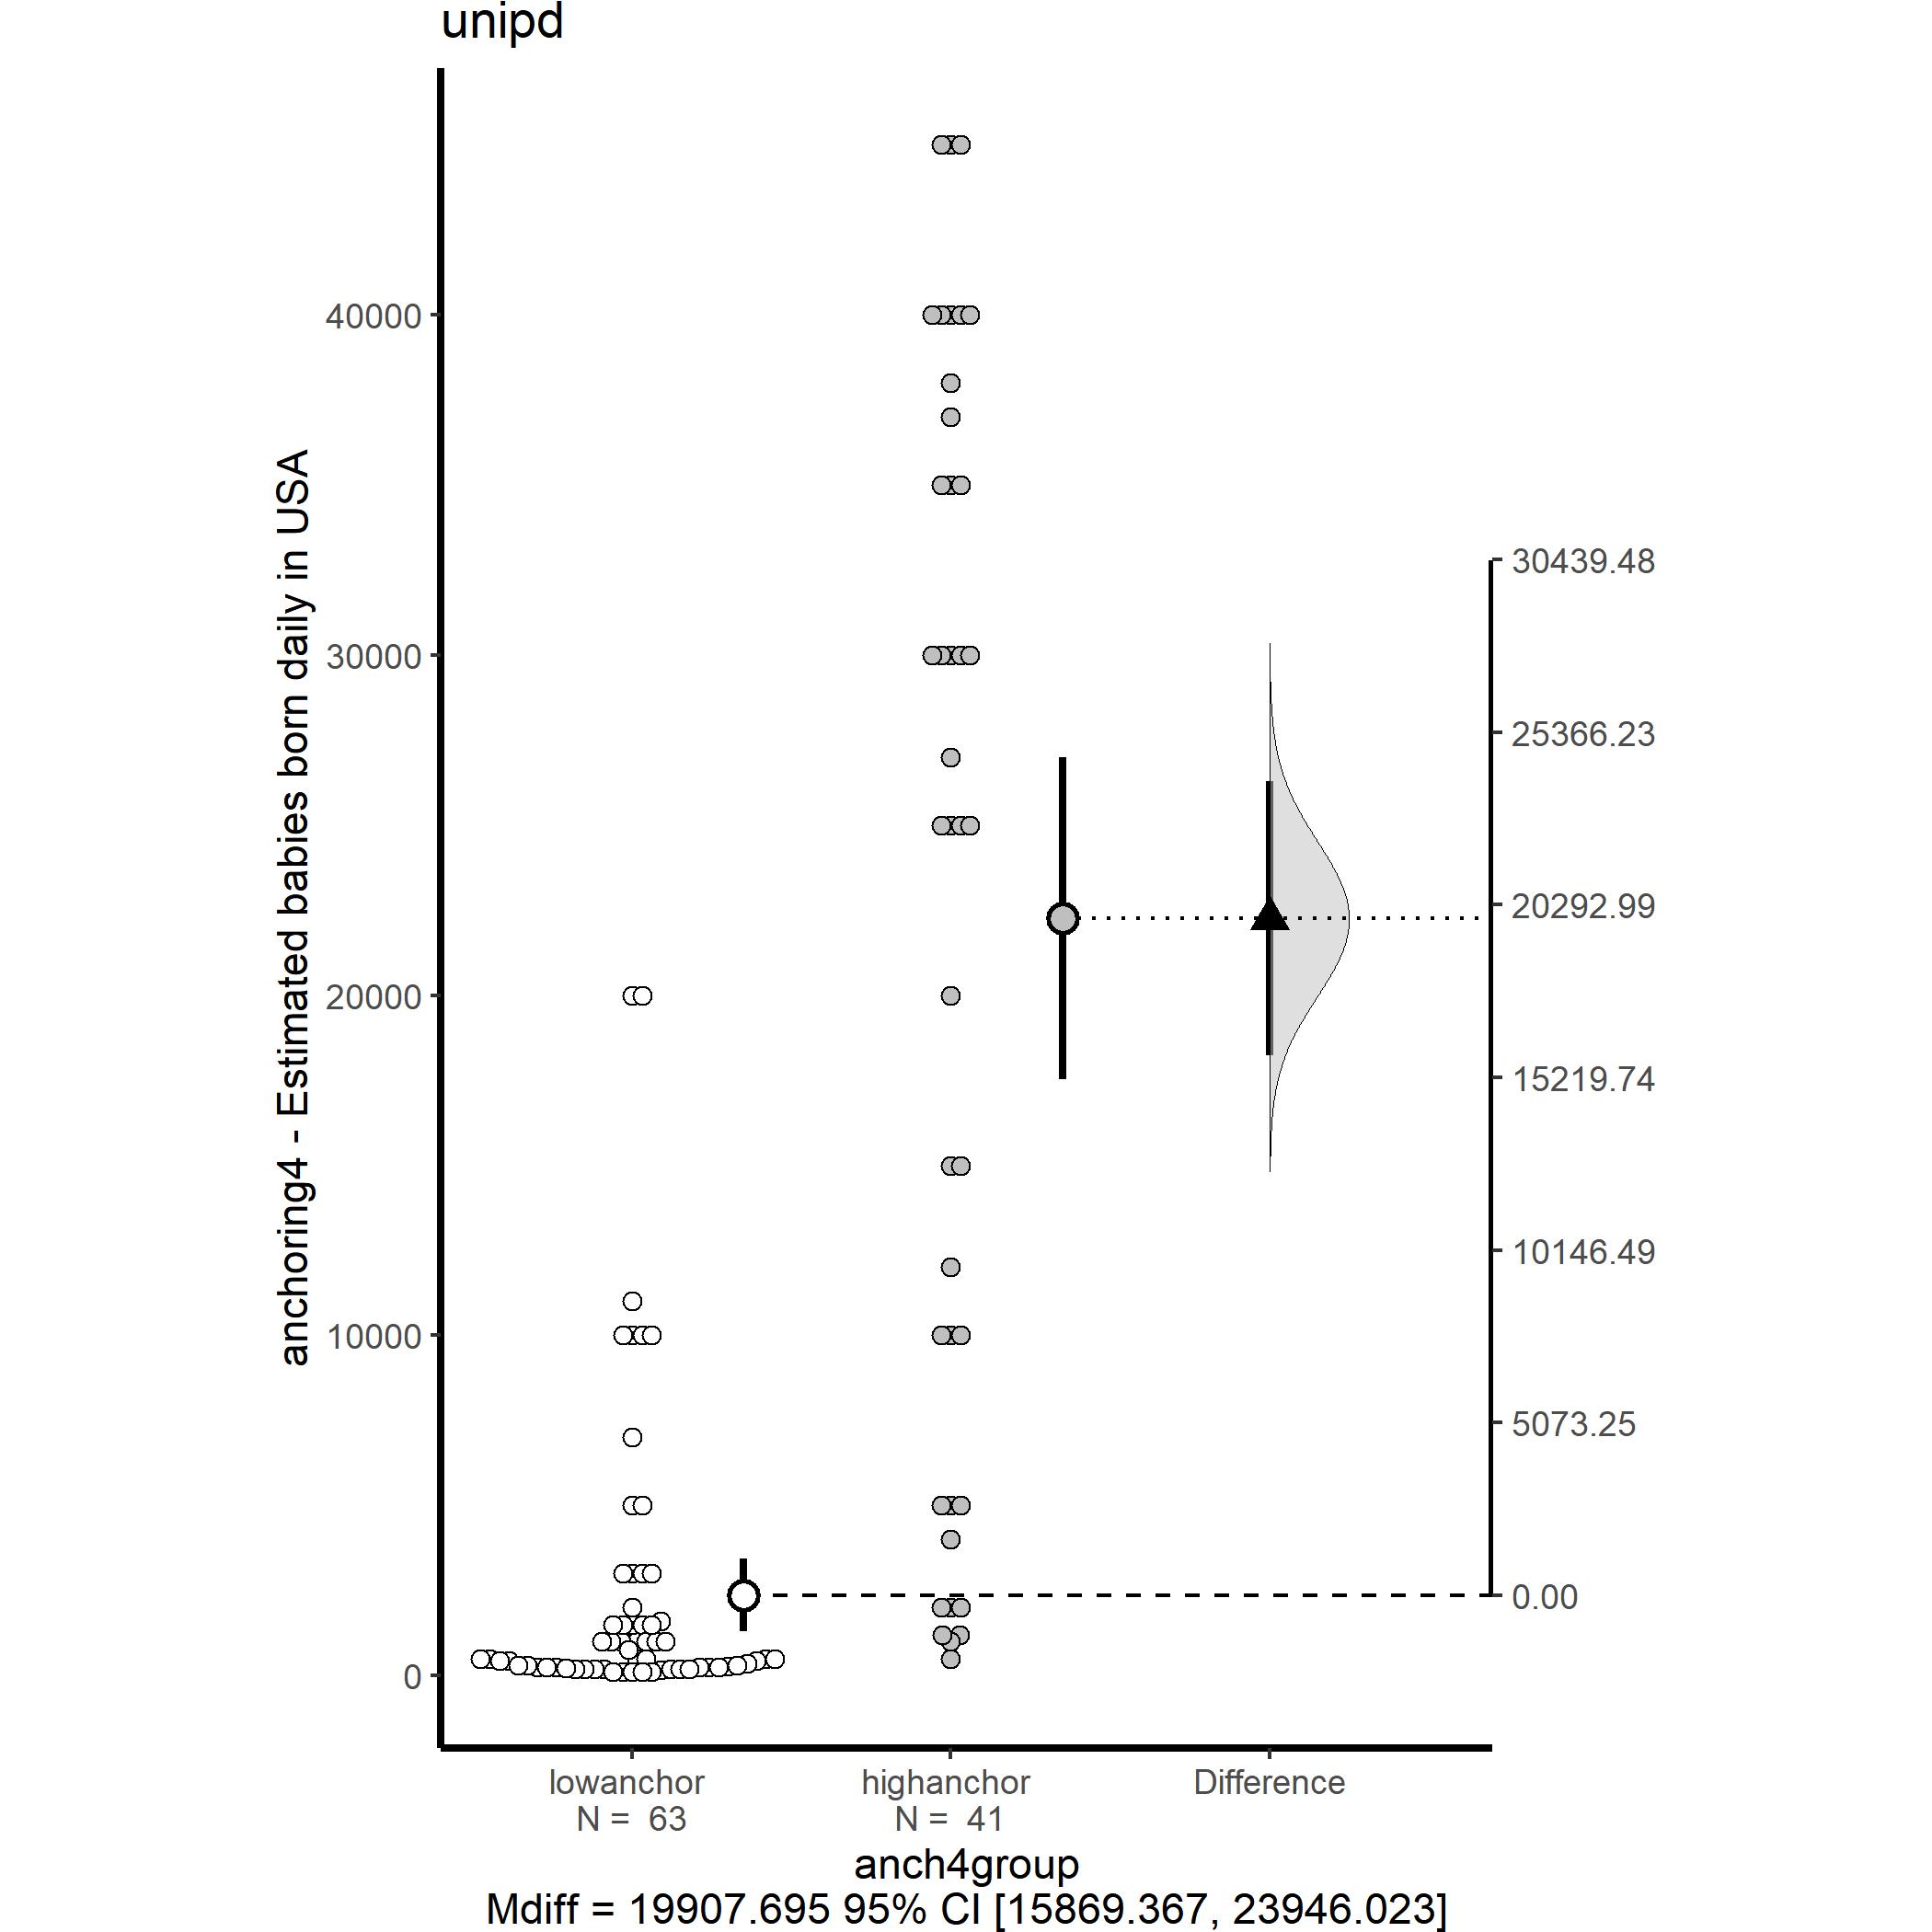 unipd
anchoring4 - Estimated babies born daily in USA
40000
30000
20000
10000
0
30439.48
25366.23
20292.99
15219.74
10146.49
5073.25
0.00
lowanchor
N =  63
highanchor
N =  41
Difference
anch4group
Mdiff = 19907.695 95% CI [15869.367, 23946.023]